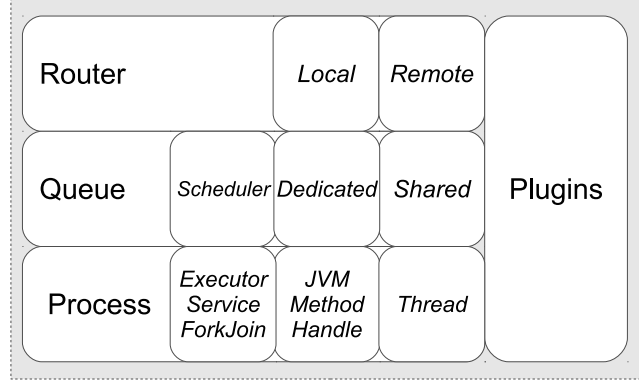 Router
Local
Remote
Queue
Scheduler
Dedicated
Shared
Plugins
Process
Executor
Service
ForkJoin
JVM
Method
Handle
Thread